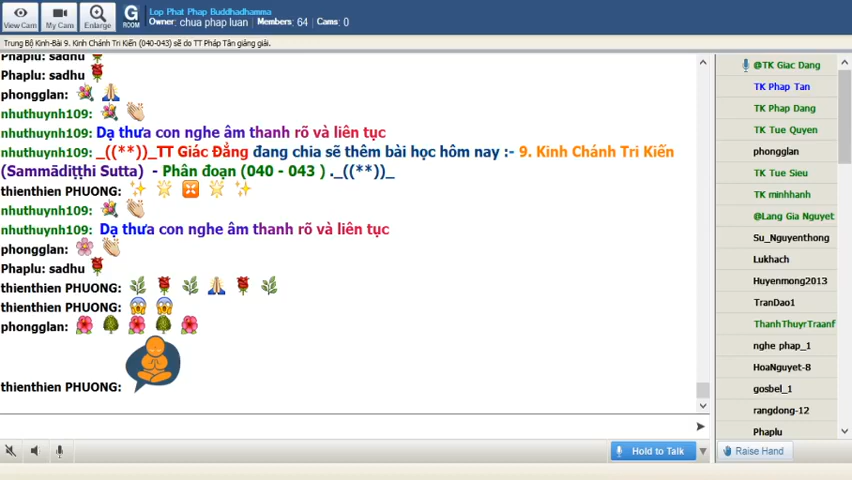 View Cam
My Cam
Enlarge
G
ROOM
Lop Phat Phap Buddhadhamma
Owner: chua phap luan Members: 64 Cams: 0
Trung Bộ Kinh-Bài 9. Kinh Chánh Tri Kiến (040-043) sẽ do TT Pháp Tân giảng giải.
Phaplu: sadhu
Phaplu: sadhu
phongglan:
nhuthuynh109:
nhuthuynh109: Dạ thưa con nghe âm thanh rõ và liên tục
nhuthuynh109: _((**))_TT Giác Đẳng đang chia sẽ thêm bài học hôm nay :- 9. Kinh Chánh Tri Kiến
(Sammādiṭṭhi Sutta) - Phân đoạn (040 - 043 ) ._((**))_
thienthien PHUONG:
nhuthuynh109:
nhuthuynh109: Dạ thưa con nghe âm thanh rõ và liên tục
phongglan:
Phaplu: sadhu
thienthien PHUONG:
thienthien PHUONG:
phongglan:
thienthien PHUONG:
Hold to Talk
@TK Giac Dang
TK Phap Tan
TK Phap Dang
TK Tue Quyen
phongglan
TK Tue Sieu
TK minhhanh
@Lang Gia Nguyet
Su_Nguyenthong
Lukhach
Huyenmong2013
TranDao1
ThanhThuyrTraanf
nghe phap_1
HoaNguyet-8
gosbel_1
rangdong-12
Phaplu
Raise Hand